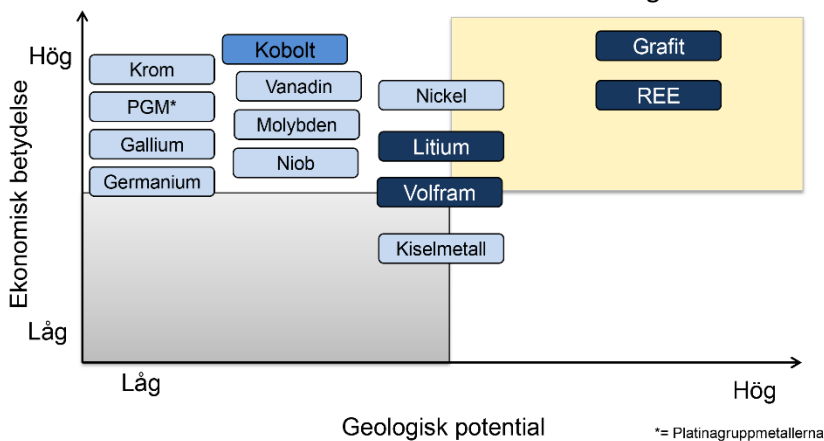 Ekonomisk betydelse
Hög
Låg
Kobolt
Krom
PGM*
Gallium
Germanium
Vanadin
Molybden
Niob
Nickel
Litium
Volfram
Kiselmetall
Grafit
REE
Låg
Hög
Geologisk potential
*= Platinagruppmetallerna